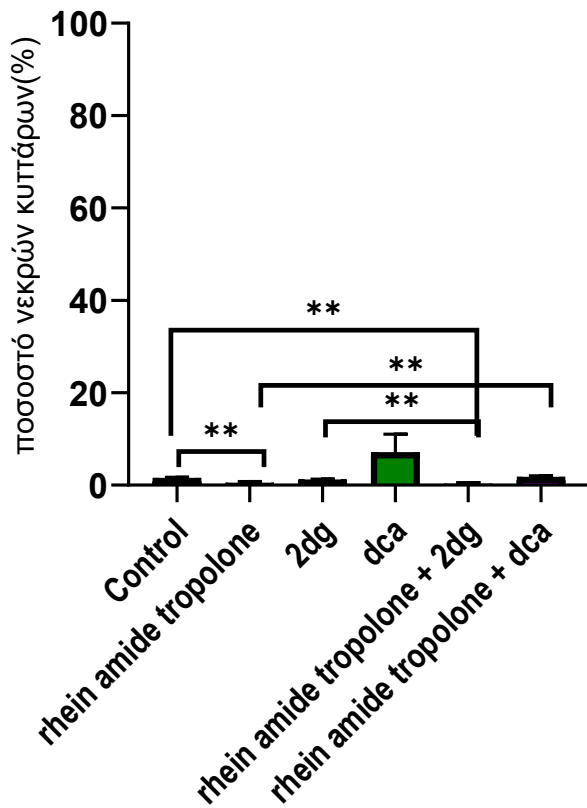 ποσοστό νεκρών κυττάρων(%)
100
80
60
40
20
0
**
**
**
**
Control
rhein amide tropolone
2dg
dca
rhein amide tropolone + 2dg
rhein amide tropolone + dca